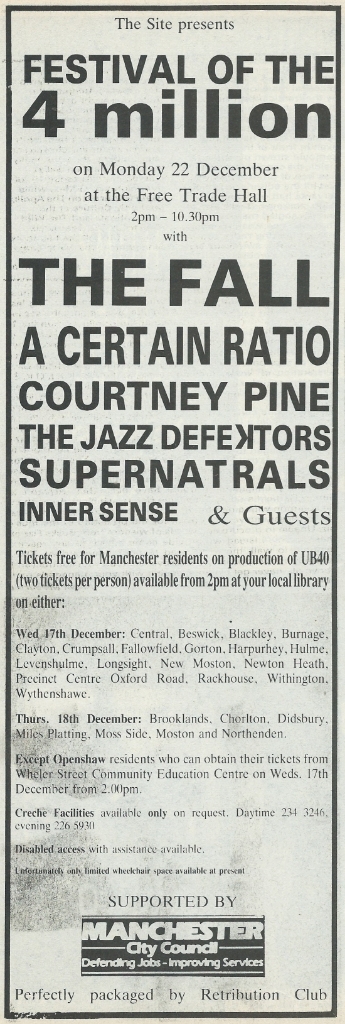 The Site presents
FESTIVAL OF THE
4 million
on Monday 22 December
at the Free Trade Hall
2pm – 10.30pm
with
THE FALL
A CERTAIN RATIO
COURTNEY PINE
THE JAZZ DEFEKTORS
SUPERNATRALS
INNER SENSE & Guests
Tickets free for Manchester residents on production of UB40
(two tickets per person) available from 2pm at your local library
on either:
Wed 17th December: Central, Beswick, Blackley, Burnage,
Clayton, Crumpsall, Fallowfield, Gorton, Harpurhey, Hulme,
Levenshulme, Longsight, New Moston, Newton Heath,
Precinct Centre Oxford Road, Rackhouse, Withington,
Wythenshawe.
Thurs. 18th December: Brooklands, Chorlton, Didsbury,
Miles Platting, Moss Side, Moston and Northenden.
Except Openshaw residents who can obtain their tickets from
Wheler Street Community Education Centre on Weds. 17th
December from 2.00pm.
Creche Facilities available only on request. Daytime 234 3246,
evening 226 5930
Disabled access with assistance available.
Unfortunately only limited wheelchair space available at present
SUPPORTED BY
MANCHESTER
City Council
Defending Jobs - Improving Services
Perfectly packaged by Retribution Club